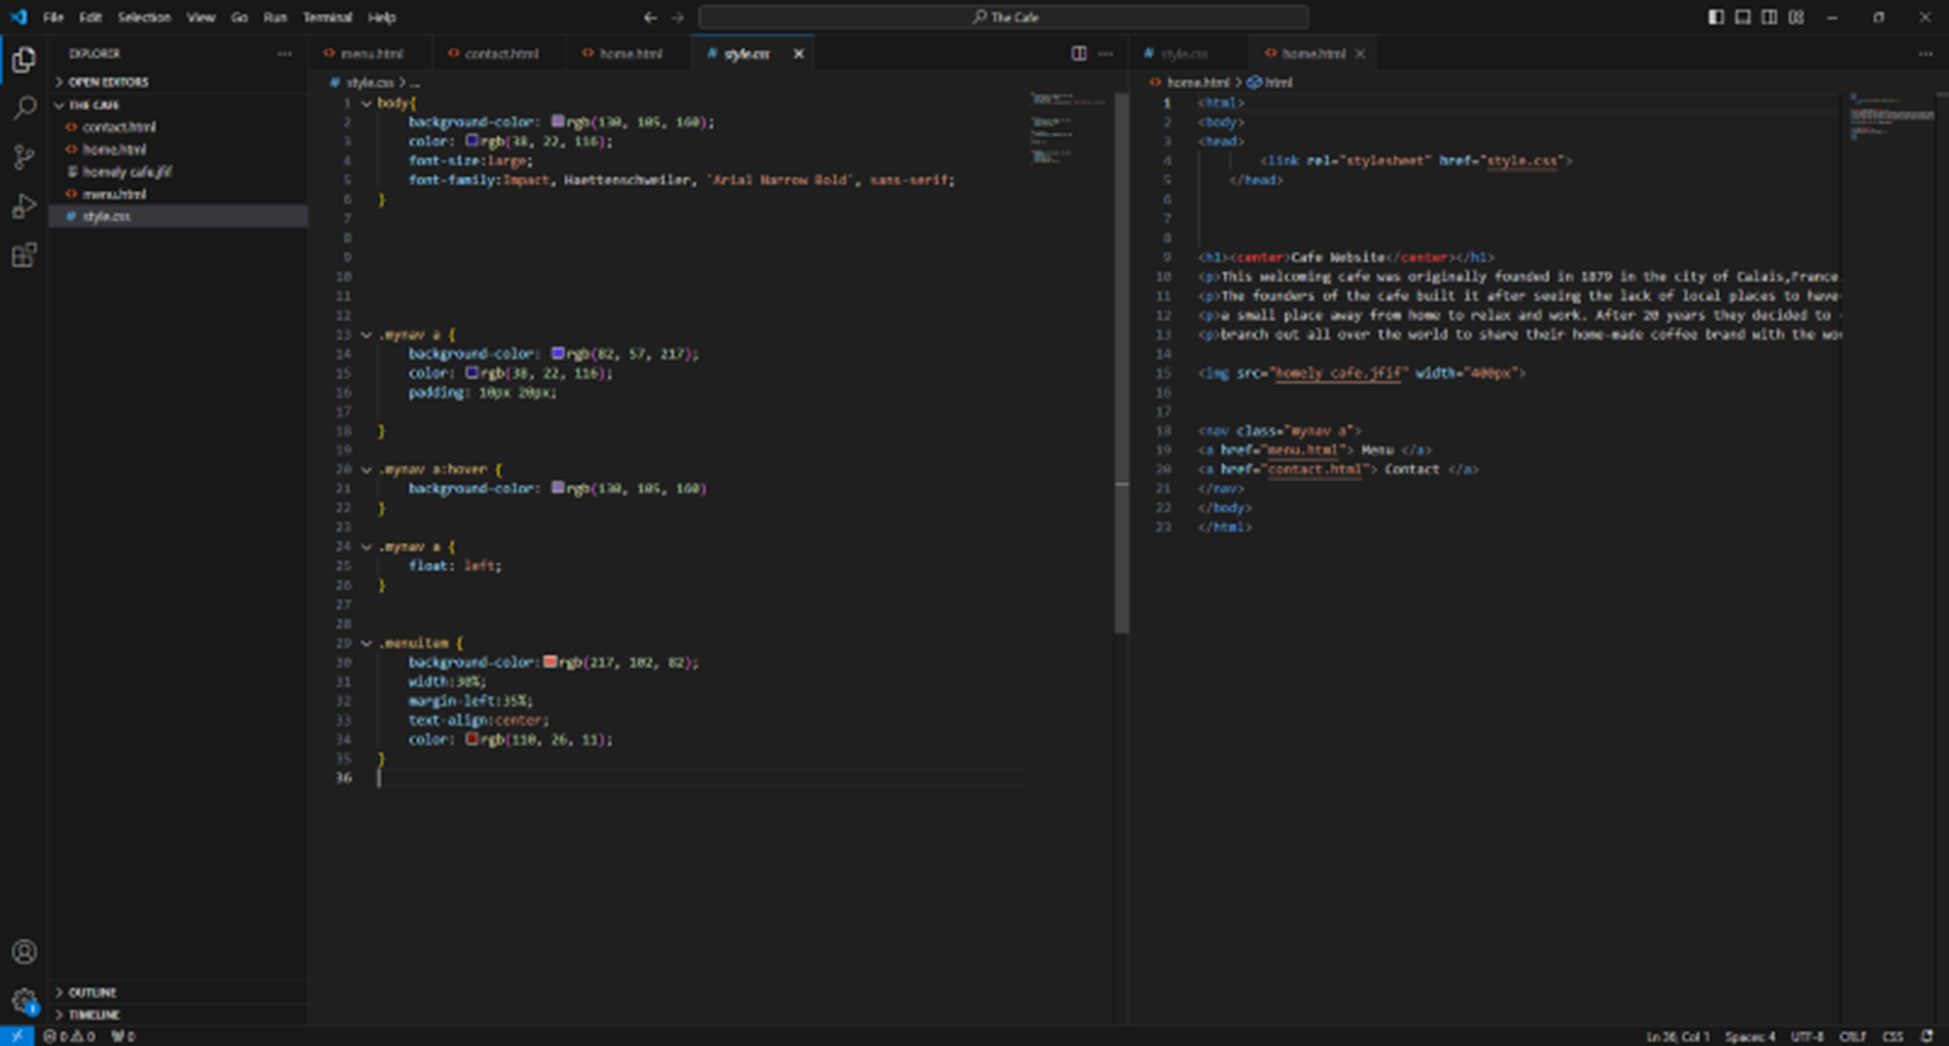 File Edit Selection View Go Run Terminal Help
The Cafe
EXPLORER
OPEN EDITORS
THE CAFE
contact.html
home.html
homely cafe.jfif
menu.html
style.css
OUTLINE
TIMELINE
menu.html contact.html home.html style.css
style.css > ...
1 body{
2 background-color: rgb(130, 105, 160);
3 color: rgb(38, 22, 116);
4 font-size:large;
5 font-family:Impact, Haettenschweiler, 'Arial Narrow Bold', sans-serif;
6 }
7
8
9
10
11
12
13 .mynav a {
14 background-color: rgb(82, 57, 217);
15 color: rgb(38, 22, 116);
16 padding: 10px 20px;
17
18 }
19
20 .mynav a:hover {
21 background-color: rgb(130, 105, 160)
22 }
23
24 .mynav a {
25 float: left;
26 }
27
28
29 .menuitem {
30 background-color: rgb(217, 102, 82);
31 width:30%;
32 margin-left:35%;
33 text-align:center;
34 color: rgb(110, 26, 11);
35 }
36
style.css home.html
home.html > html
1 <html>
2 <body>
3 <head>
4 <link rel="stylesheet" href="style.css">
5 </head>
6
7
8
9 <h1><center>Cafe Website</center></h1>
10 <p>This welcoming cafe was originally founded in 1879 in the city of Calais,France.
11 <p>The founders of the cafe built it after seeing the lack of local places to have
12 <p>a small place away from home to relax and work. After 20 years they decided to
13 <p>branch out all over the world to share their home-made coffee brand with the wo
14
15 <img src="homely cafe.jfif" width="400px">
16
17
18 <nav class="mynav a">
19 <a href="menu.html"> Menu </a>
20 <a href="contact.html"> Contact </a>
21 </nav>
22 </body>
23 </html>
0 0 0
Ln 36, Col 1 Spaces: 4 UTF-8 CRLF CSS